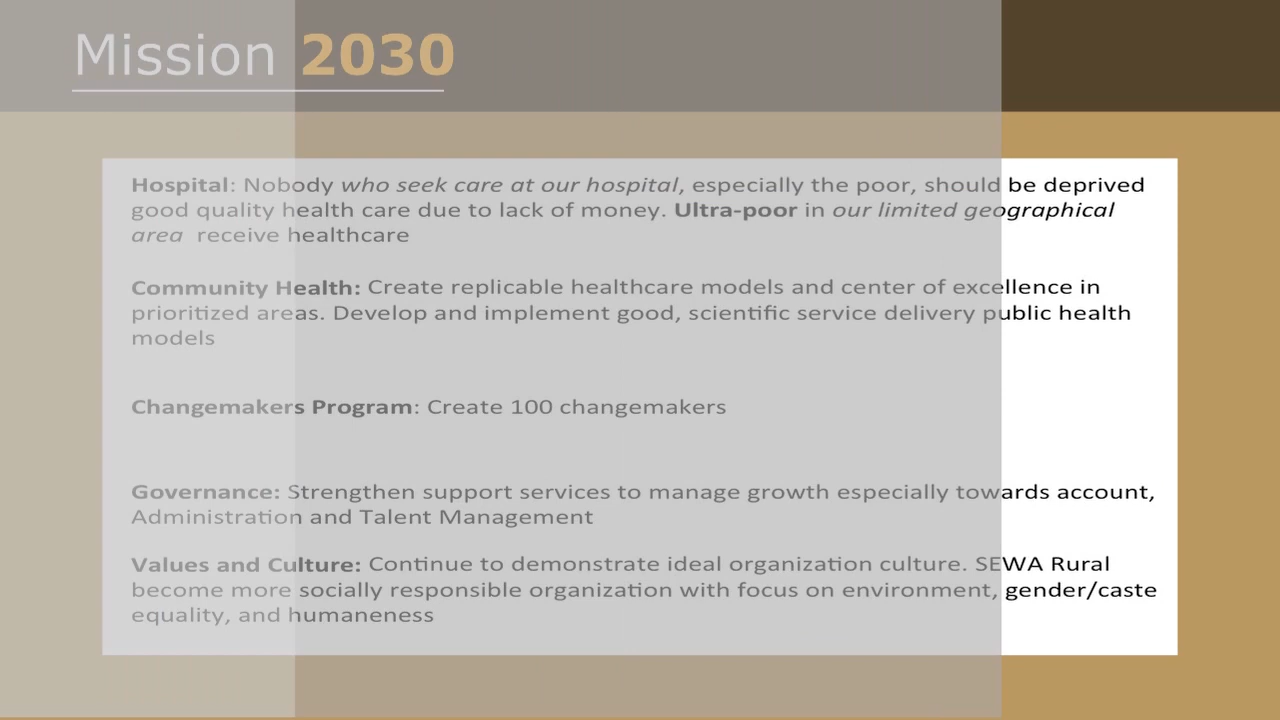 Mission 2030
Hospital: Nobody who seek care at our hospital, especially the poor, should be deprived
good quality health care due to lack of money. Ultra-poor in our limited geographical
area receive healthcare
Community Health: Create replicable healthcare models and center of excellence in
prioritized areas. Develop and implement good, scientific service delivery public health
models
Changemakers Program: Create 100 changemakers
Governance: Strengthen support services to manage growth especially towards account,
Administration and Talent Management
Values and Culture: Continue to demonstrate ideal organization culture. SEWA Rural
become more socially responsible organization with focus on environment, gender/caste
equality, and humaneness